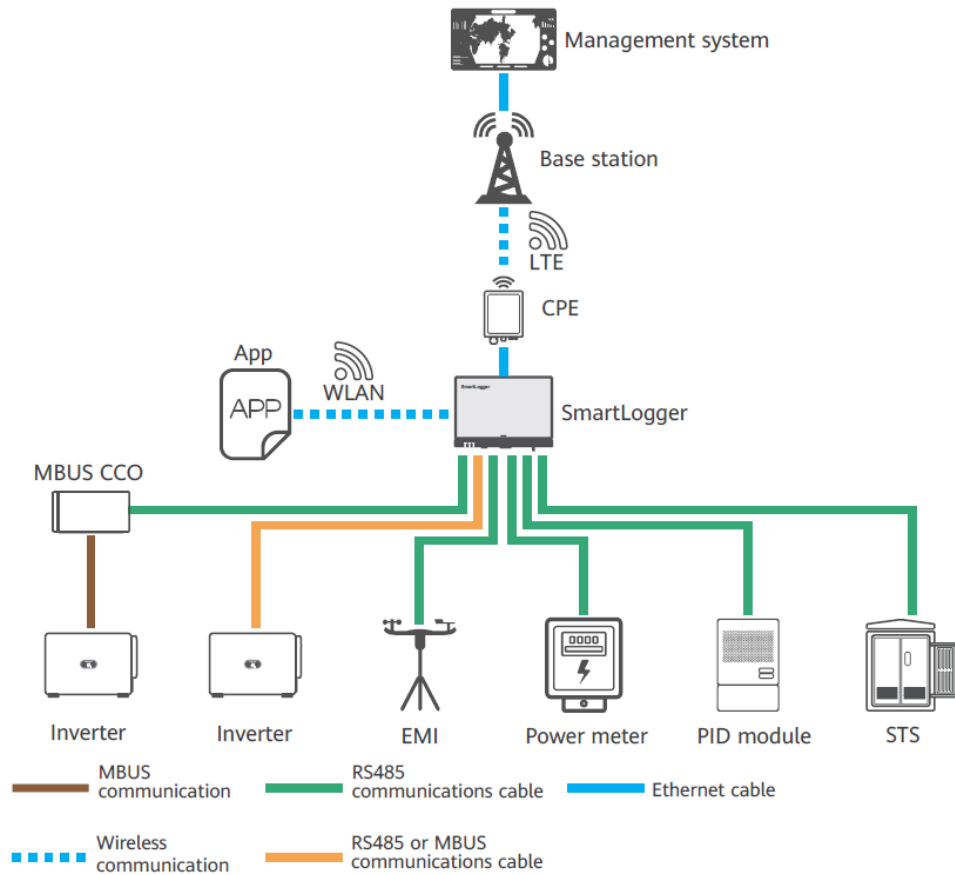 Management system
Base station
LTE
CPE
App
APP
WLAN
SmartLogger
SmartLogger
MBUS CCO
0000
Inverter
Inverter
EMI
Power meter
PID module
STS
MBUS
communication
RS485
communications cable
Ethernet cable
Wireless
communication
RS485 or MBUS
communications cable